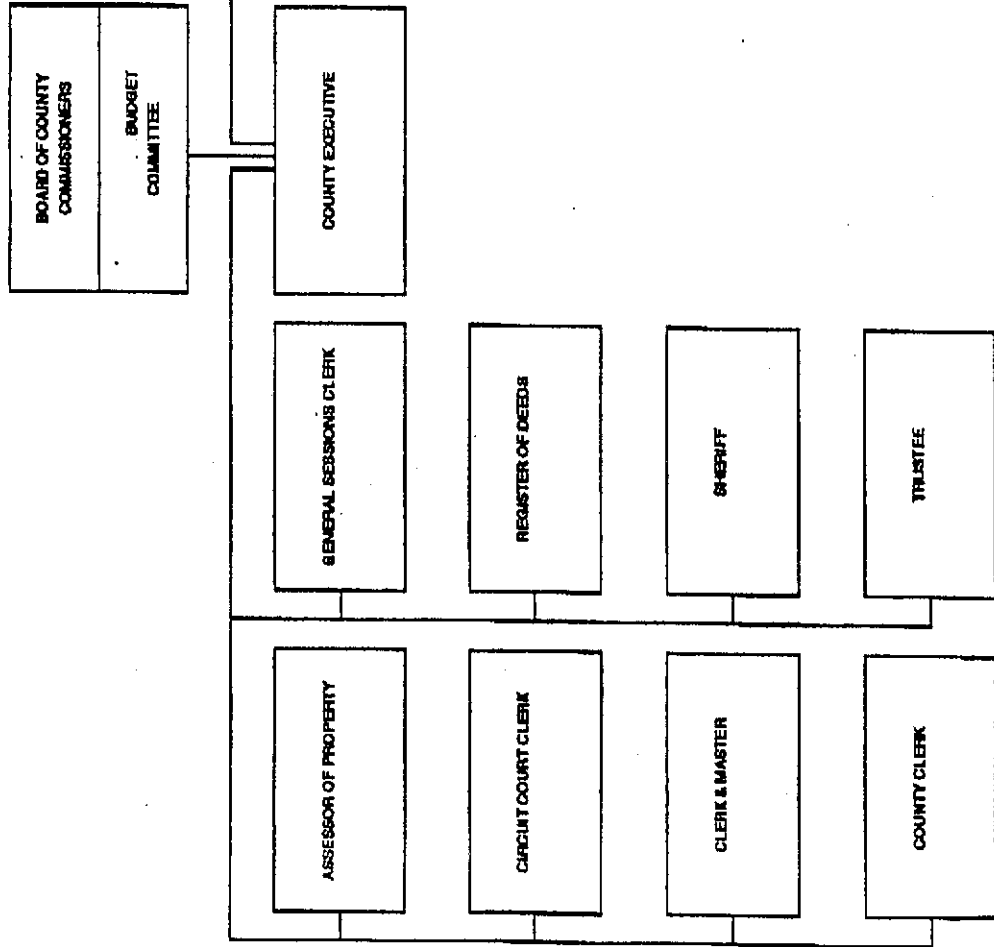 BOARD OF COUNTY
COMMISSIONERS
BUDGET
COMMITTEE
ASSESSOR OF PROPERTY
GENERAL SESSIONS CLERK
COUNTY EXECUTIVE
CIRCUIT COURT CLERK
REGISTER OF DEEDS
CLERK & MASTER
SHERIFF
COUNTY CLERK
TRUSTEE